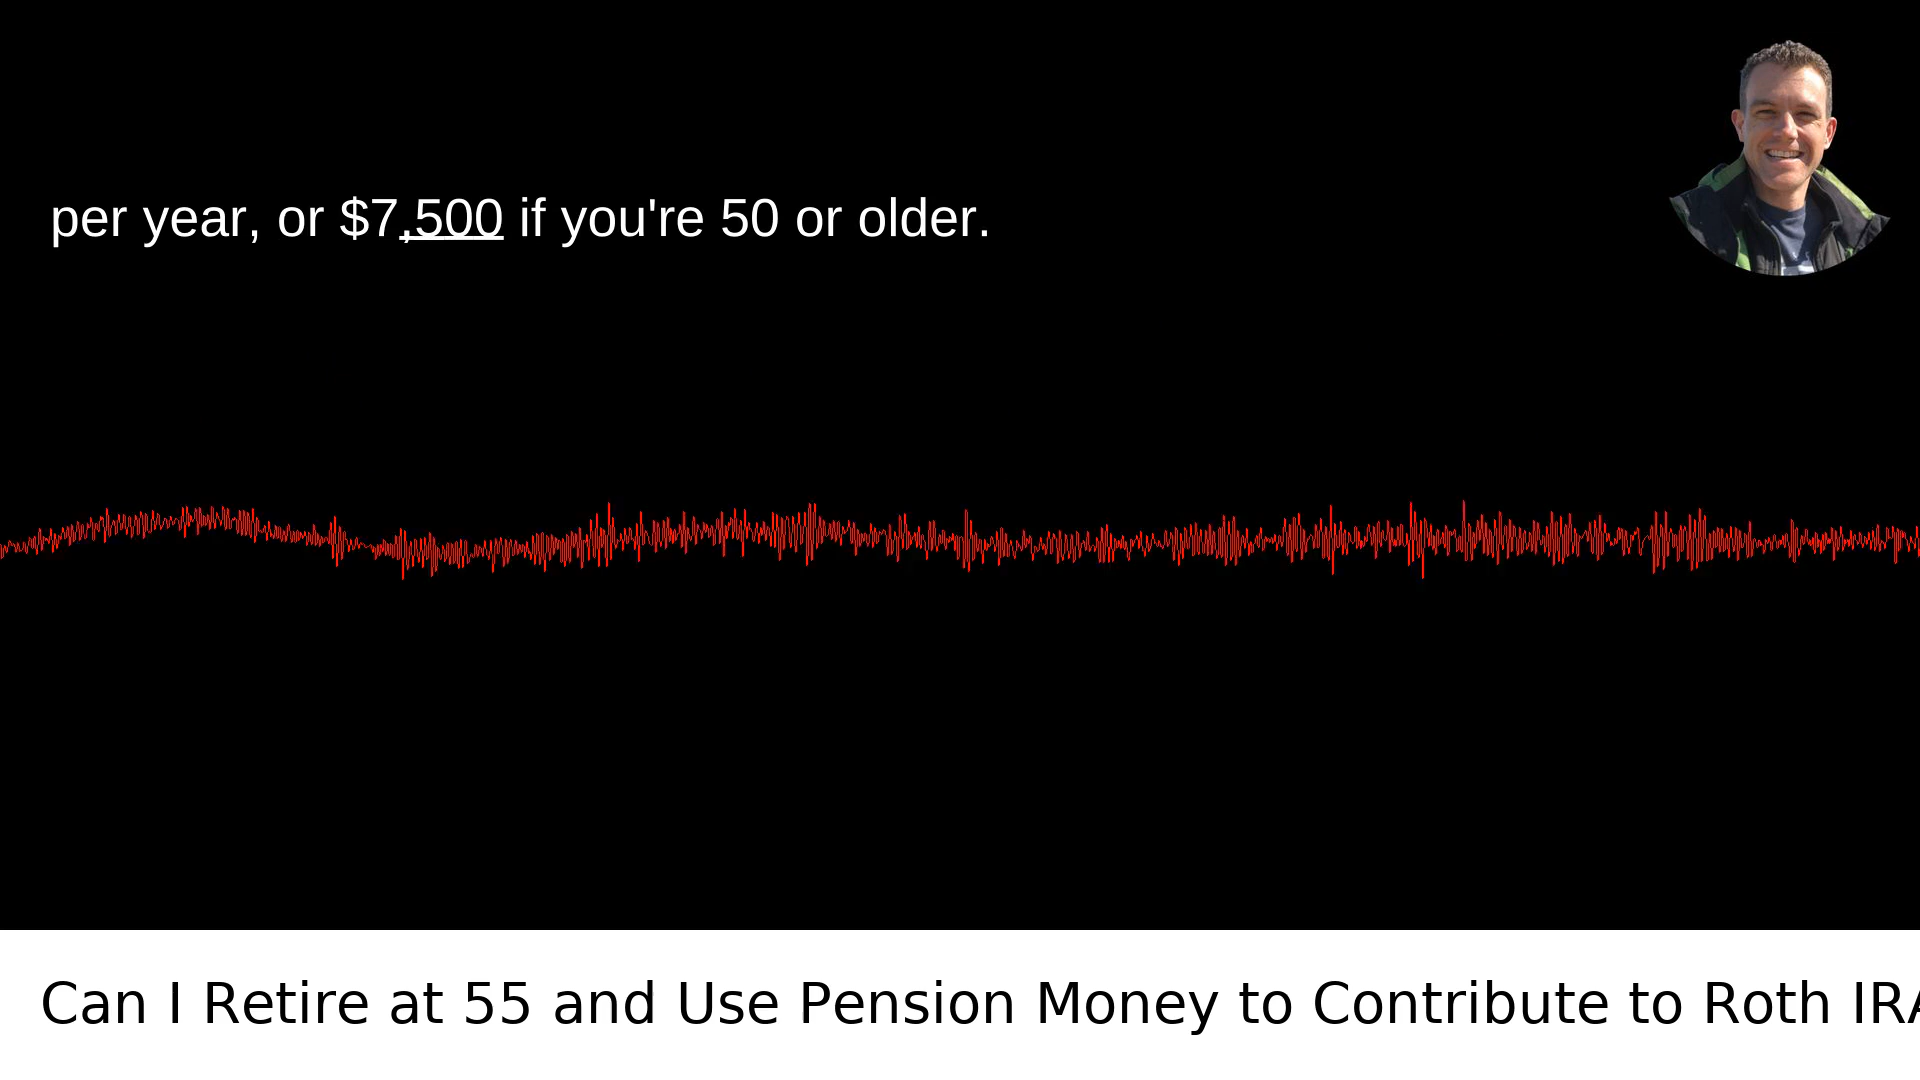 per year, or $7,500 if you're 50 or older.
Can I Retire at 55 and Use Pension Money to Contribute to Roth IRA